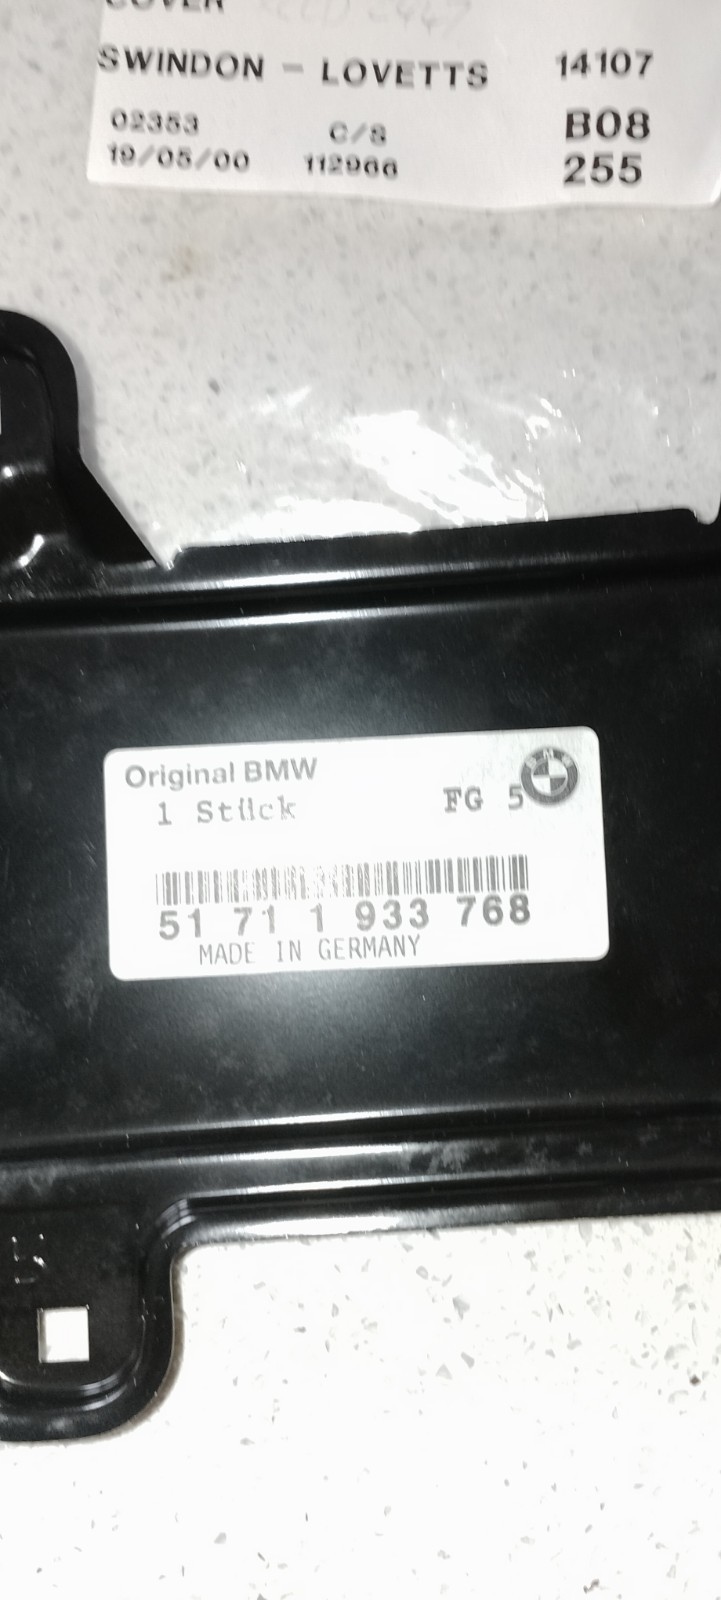 COVER
SWINDON - LOVETTS 14107
02353 C/S B08
19/05/00 112966 255
Original BMW
1 Stück FG 5
51 71 1 933 768
MADE IN GERMANY